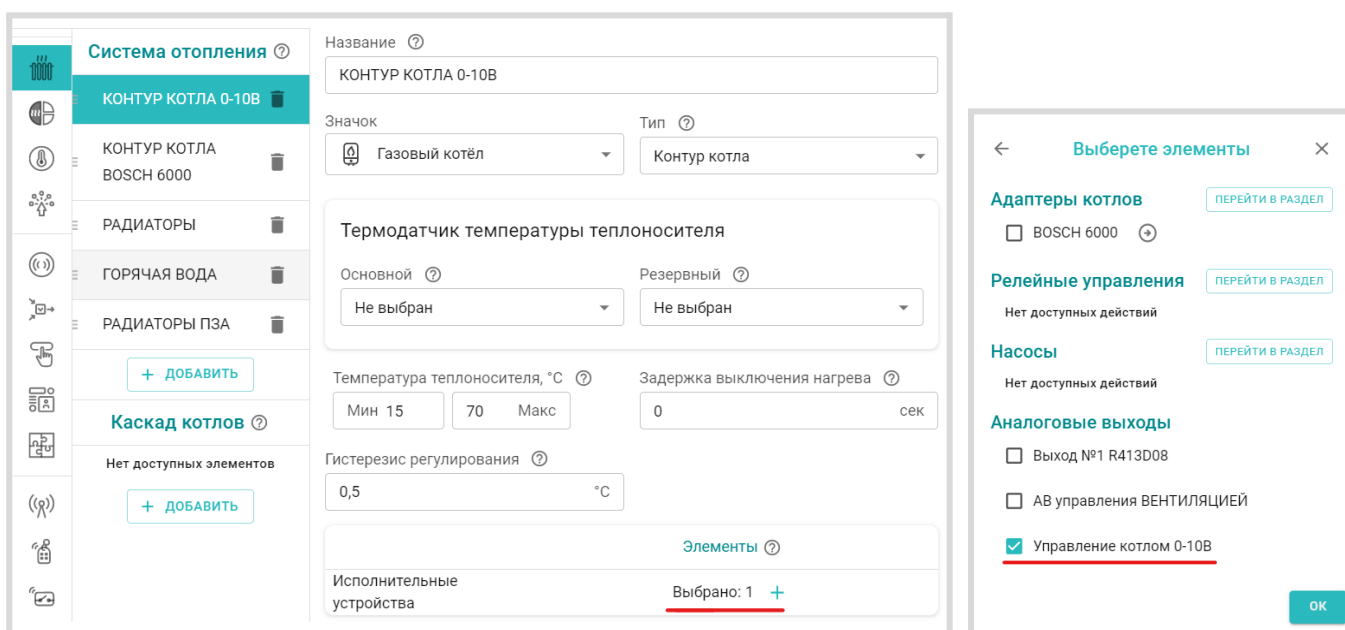 Система отопления
КОНТУР КОТЛА 0-10В
КОНТУР КОТЛА
BOSCH 6000
РАДИАТОРЫ
ГОРЯЧАЯ ВОДА
РАДИАТОРЫ ПЗА
+ ДОБАВИТЬ
Каскад котлов
Нет доступных элементов
+ ДОБАВИТЬ
Название
КОНТУР КОТЛА 0-10В
Значок
Тип
Газовый котёл
Контур котла
Термодатчик температуры теплоносителя
Основной
Резервный
Не выбран
Не выбран
Температура теплоносителя, °C
Задержка выключения нагрева
Мин 15
70 Макс
0 сек
Гистерезис регулирования
0,5 °C
Элементы
Исполнительные
устройства
Выбрано: 1 +
Выберете элементы
Адаптеры котлов
ПЕРЕЙТИ В РАЗДЕЛ
BOSCH 6000
Релейные управления
ПЕРЕЙТИ В РАЗДЕЛ
Нет доступных действий
Насосы
ПЕРЕЙТИ В РАЗДЕЛ
Нет доступных действий
Аналоговые выходы
Выход №1 R413D08
АВ управления ВЕНТИЛЯЦИЕЙ
Управление котлом 0-10В
ОК